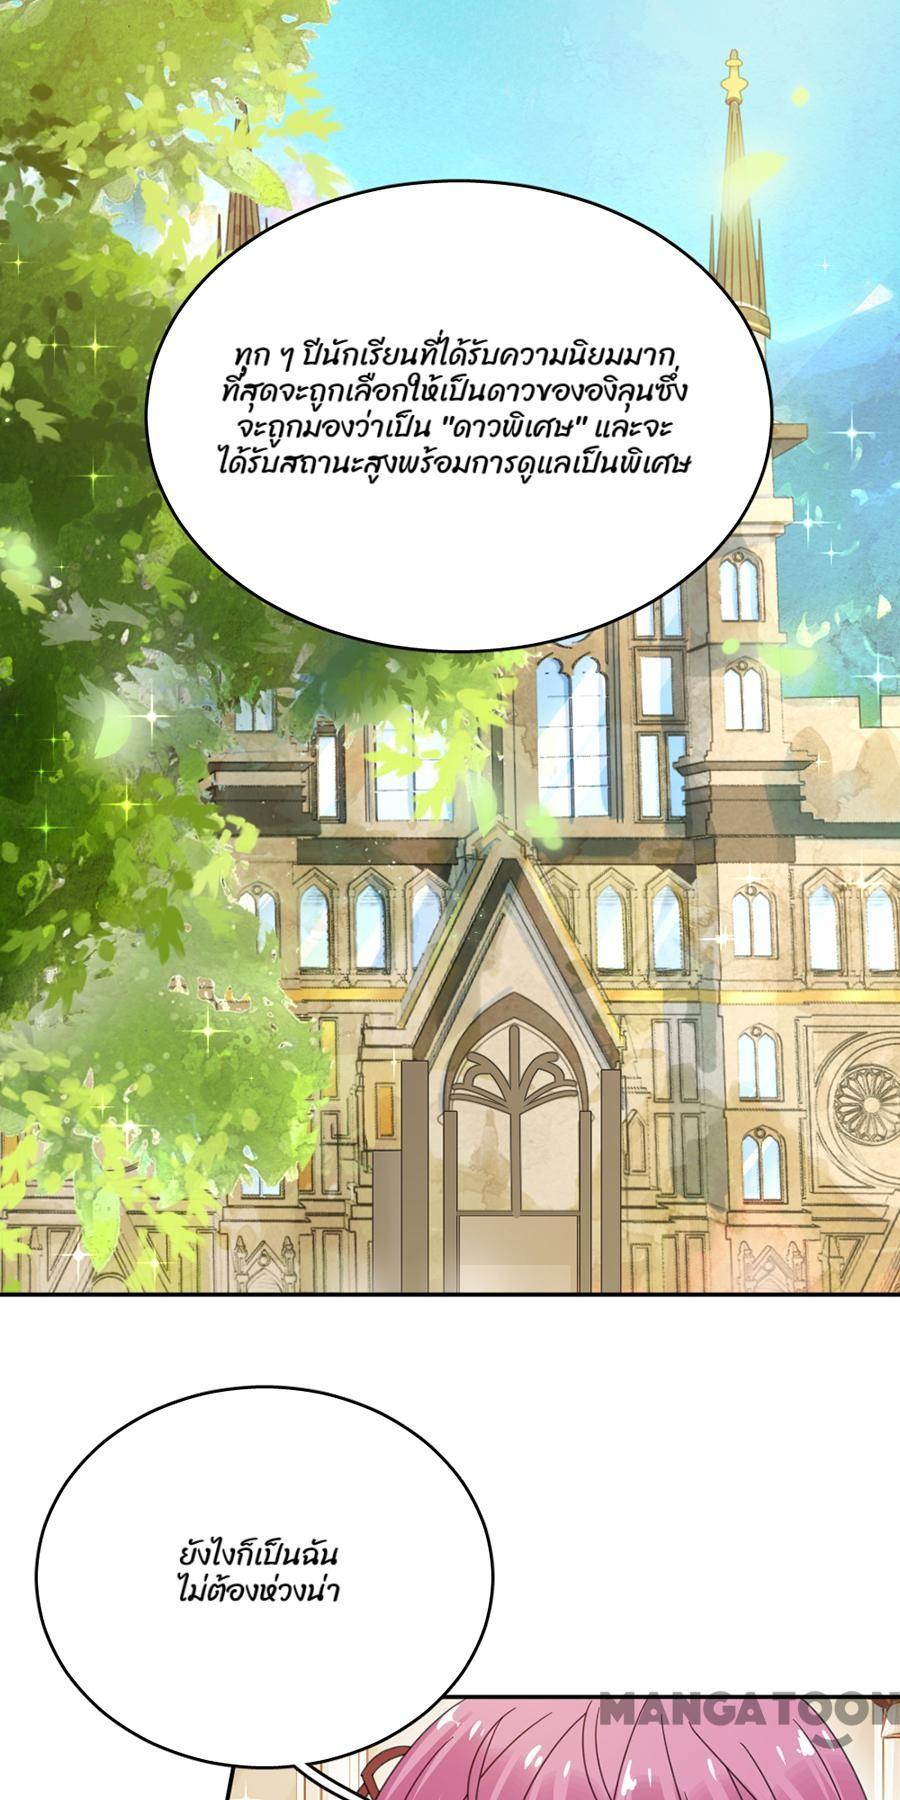 ทุก ๆ ปีนักเรียนที่ได้รับความนิยมมาก
ที่สุดจะถูกเลือกให้เป็นดาวขององิลุนซึ่ง
จะถูกมองว่าเป็น "ดาวพิเศษ" และจะ
ได้รับสถานะสูงพร้อมการดูแลเป็นพิเศษ
ยังไงก็เป็นฉัน
ไม่ต้องห่วงน่า
MANGATOON